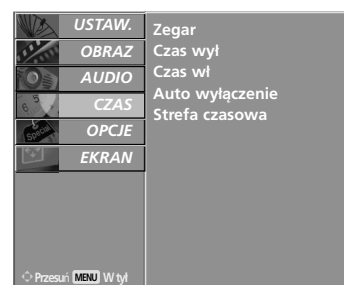 USTAW.
OBRAZ
AUDIO
CZAS
OPCJE
EKRAN
Zegar
Czas wył
Czas wł
Auto wyłączenie
Strefa czasowa
Przesuń MENU W tył